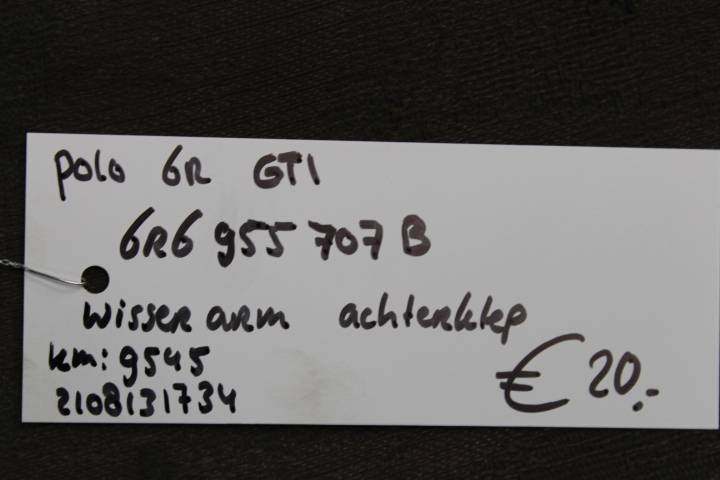 polo 6R GTI
6R6 955 707 B
wisser arm achterklep
km: 9545
2108131734
€ 20,-